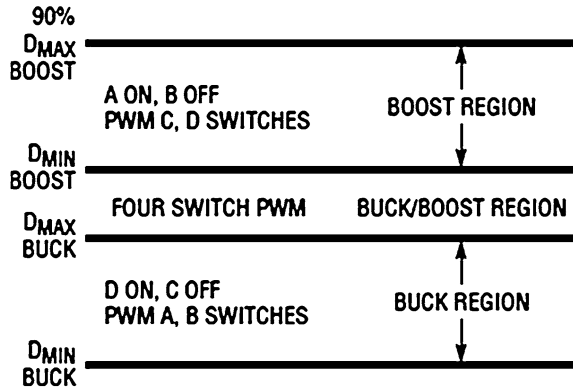 90%
DMAX
BOOST
A ON, B OFF
PWM C, D SWITCHES
BOOST REGION
DMIN
BOOST
FOUR SWITCH PWM
BUCK/BOOST REGION
DMAX
BUCK
D ON, C OFF
PWM A, B SWITCHES
BUCK REGION
DMIN
BUCK